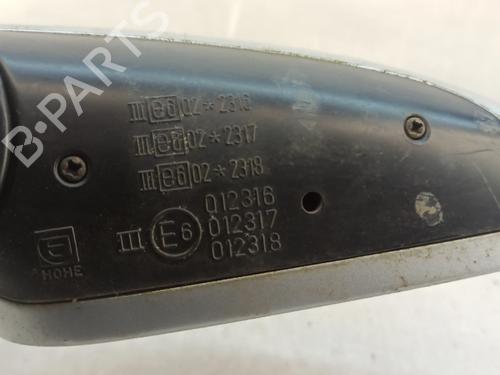 B-PARTS
III e6 02*2316
III e6 02*2317
III e6 02*2318
012316
III E6 012317
012318
HOHE